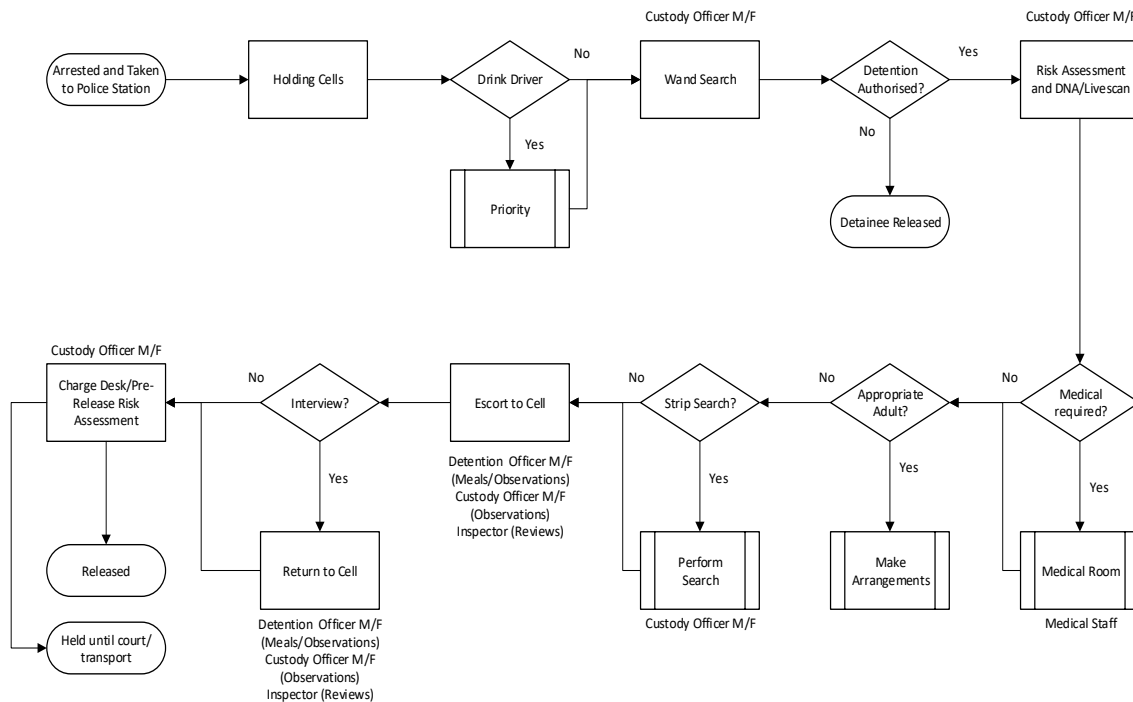 Custody Officer M/F
Custody Officer M/F
Arrested and Taken
to Police Station
Holding Cells
Drink Driver
No
Wand Search
Detention
Authorised?
Yes
Risk Assessment
and DNA/Livescan
Yes
No
Priority
Detainee Released
Custody Officer M/F
Charge Desk/Pre-
Release Risk
Assessment
No
Interview?
Escort to Cell
No
Strip Search?
No
Appropriate
Adult?
No
Medical
required?
Detention Officer M/F
(Meals/Observations)
Custody Officer M/F
(Observations)
Inspector (Reviews)
Yes
Yes
Yes
Yes
Released
Return to Cell
Perform
Search
Make
Arrangements
Medical Room
Held until court/
transport
Detention Officer M/F
(Meals/Observations)
Custody Officer M/F
(Observations)
Inspector (Reviews)
Custody Officer M/F
Medical Staff